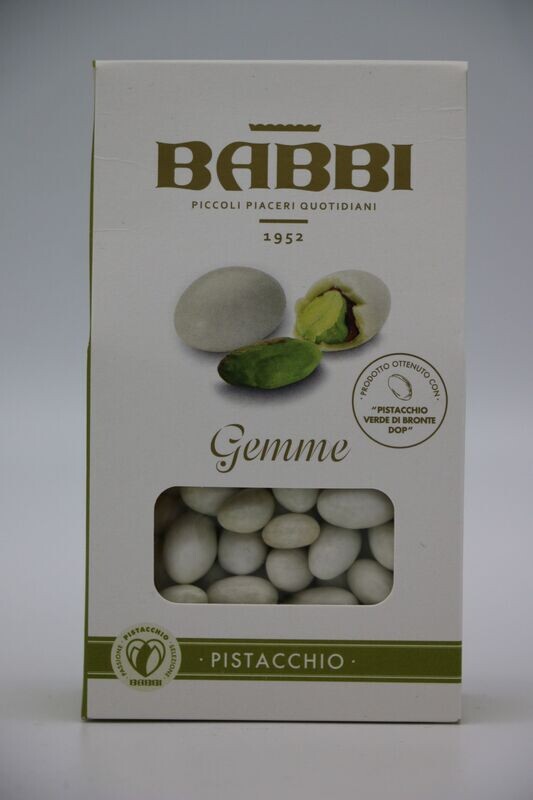 BABBI
PICCOLI PIACERI QUOTIDIANI
1952
PRODOTTO OTTENUTO CON
"PISTACCHIO
VERDE DI BRONTE
DOP"
Gemme
PASSIONE · PISTACCHIO · SELEZIONE
BABBI
· PISTACCHIO ·